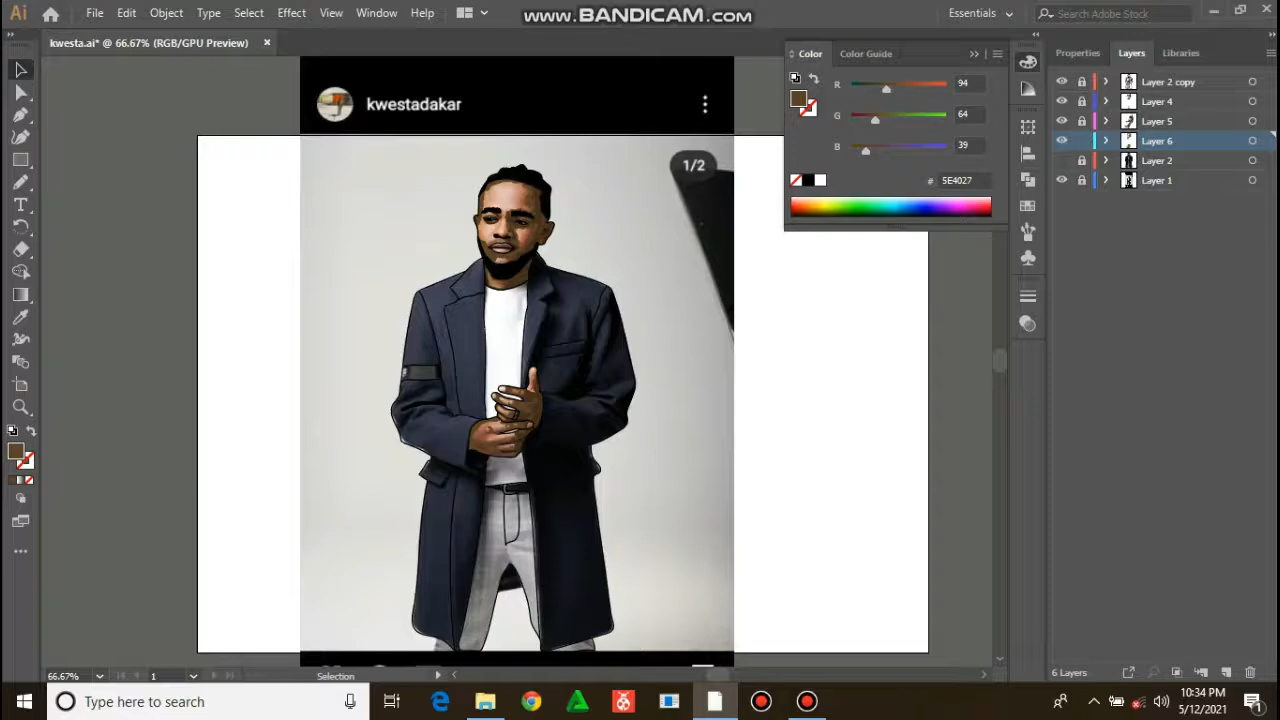 Ai File Edit Object Type Select Effect View Window Help
www.BANDICAM.com
Essentials
Search Adobe Stock
kwesta.ai* @ 66.67% (RGB/GPU Preview)
kwestadakar
1/2
Color Color Guide
R 94
G 64
B 39
# 5E4027
Properties Layers Libraries
Layer 2 copy
Layer 4
Layer 5
Layer 6
Layer 2
Layer 1
66.67% 1 Selection
6 Layers
Type here to search
10:34 PM
5/12/2021
1